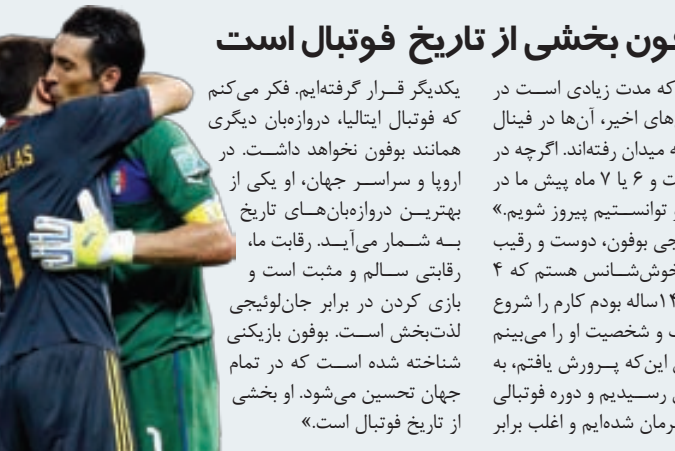 فون بخشی از تاریخ فوتبال است
که مدت زیادی است در
های اخیر، آن‌ها در فینال
ه میدان رفته‌اند. اگرچه در
ت و ۶ یا ۷ ماه پیش ما در
و توانستیم پیروز شویم.»
جی بوفون، دوست و رقیب
خوش‌شانس هستم که ۴
۱۴ساله بودم کارم را شروع
ت و شخصیت او را می‌بینم
ی این‌که پرورش یافتم، به
ی رسیدیم و دوره فوتبالی
رمان شده‌ایم و اغلب برابر
یکدیگر قرار گرفته‌ایم. فکر می‌کنم
که فوتبال ایتالیا، دروازه‌بان دیگری
همانند بوفون نخواهد داشت. در
اروپا و سراسر جهان، او یکی از
بهترین دروازه‌بان‌های تاریخ
به شمار می‌آید. رقابت ما،
رقابتی سالم و مثبت است و
بازی کردن در برابر جان‌لوئیجی
لذت‌بخش است. بوفون بازیکنی
شناخته شده است که در تمام
جهان تحسین می‌شود. او بخشی
از تاریخ فوتبال است.»
ILLAS
1
1